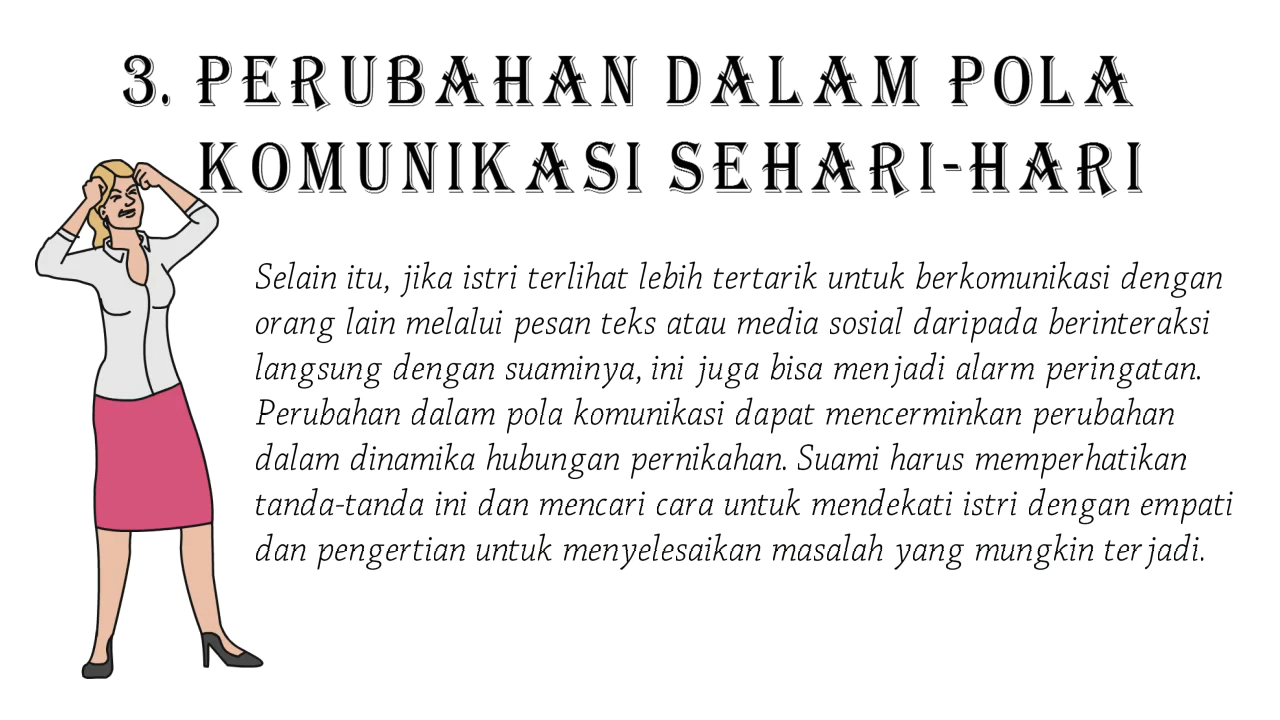 3. PERUBAHAN DALAM POLA
KOMUNIKASI SEHARI-HARI
Selain itu, jika istri terlihat lebih tertarik untuk berkomunikasi dengan
orang lain melalui pesan teks atau media sosial daripada berinteraksi
langsung dengan suaminya, ini juga bisa menjadi alarm peringatan.
Perubahan dalam pola komunikasi dapat mencerminkan perubahan
dalam dinamika hubungan pernikahan. Suami harus memperhatikan
tanda-tanda ini dan mencari cara untuk mendekati istri dengan empati
dan pengertian untuk menyelesaikan masalah yang mungkin terjadi.